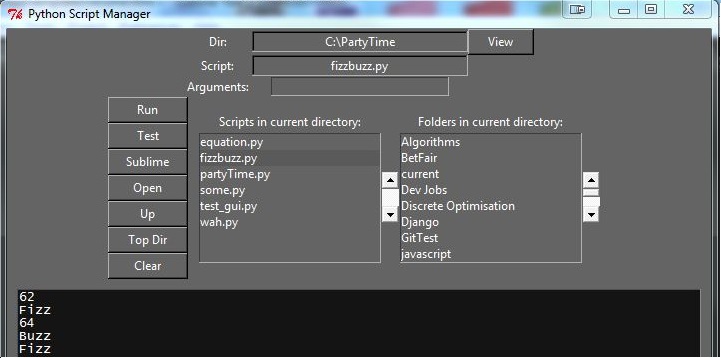 Python Script Manager
Dir: C:\PartyTime View
Script: fizzbuzz.py
Arguments:
Run
Test
Sublime
Open
Up
Top Dir
Clear
Scripts in current directory:
equation.py
fizzbuzz.py
partyTime.py
some.py
test_gui.py
wah.py
Folders in current directory:
Algorithms
BetFair
current
Dev Jobs
Discrete Optimisation
Django
GitTest
javascript
62
Fizz
64
Buzz
Fizz